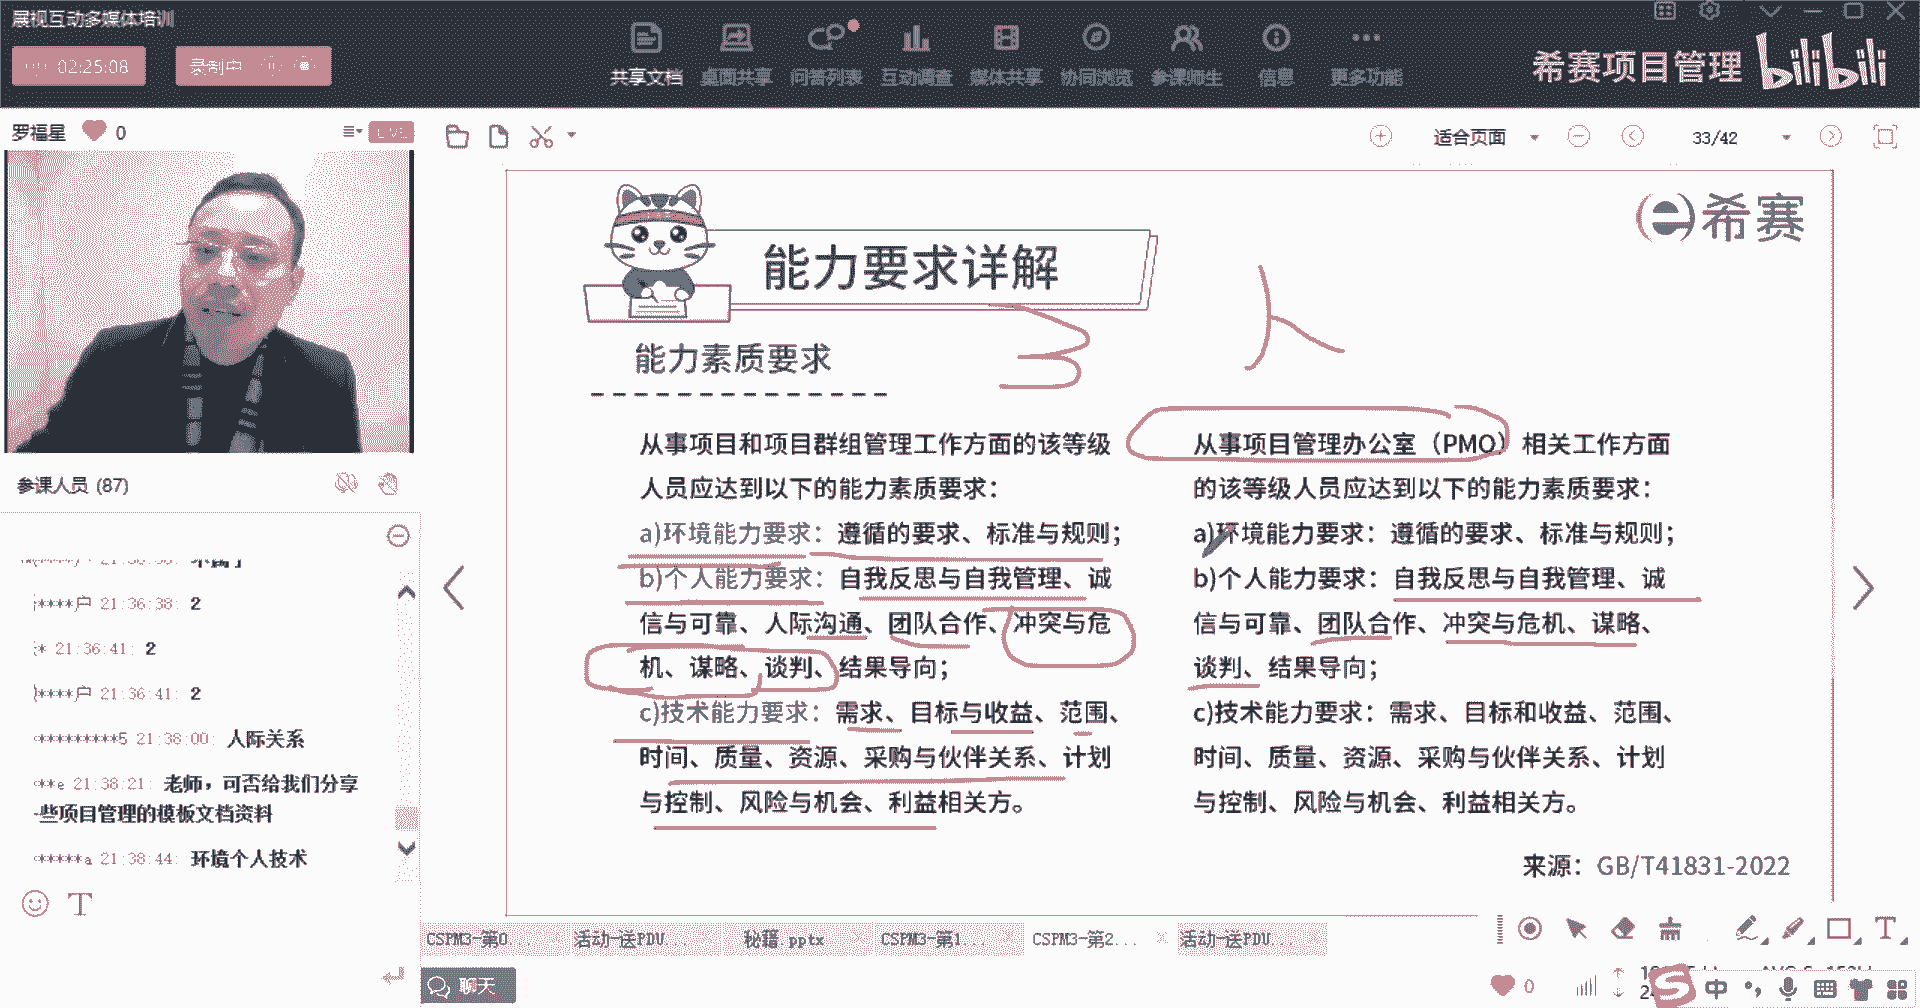 展视互动多媒体培训
02:25:08
录制中
共享文档 桌面共享 问答列表 互动调查 媒体共享 协同浏览 参课师生 信息 更多功能
希赛项目管理 bilibili
罗福星 0
LIVE
适合页面
33/42
希赛
能力要求详解
能力素质要求
从事项目和项目群组管理工作方面的该等级
人员应达到以下的能力素质要求：
a)环境能力要求：遵循的要求、标准与规则；
b)个人能力要求：自我反思与自我管理、诚
信与可靠、人际沟通、团队合作、冲突与危
机、谋略、谈判、结果导向；
c)技术能力要求：需求、目标与收益、范围、
时间、质量、资源、采购与伙伴关系、计划
与控制、风险与机会、利益相关方。
从事项目管理办公室（PMO）相关工作方面
的该等级人员应达到以下的能力素质要求：
a)环境能力要求：遵循的要求、标准与规则；
b)个人能力要求：自我反思与自我管理、诚
信与可靠、团队合作、冲突与危机、谋略、
谈判、结果导向；
c)技术能力要求：需求、目标和收益、范围、
时间、质量、资源、采购与伙伴关系、计划
与控制、风险与机会、利益相关方。
来源：GB/T41831-2022
参课人员 (87)
****户 21:36:38: 2
* 21:36:41: 2
****户 21:36:41: 2
*********5 21:38:00: 人际关系
**e 21:38:21: 老师，可否给我们分享
一些项目管理的模板文档资料
*****a 21:38:44: 环境个人技术
CSPM3-第0... 活动-送PDU... 秘籍.pptx CSPM3-第1... CSPM3-第2... 活动-送PDU...
聊天
0
中